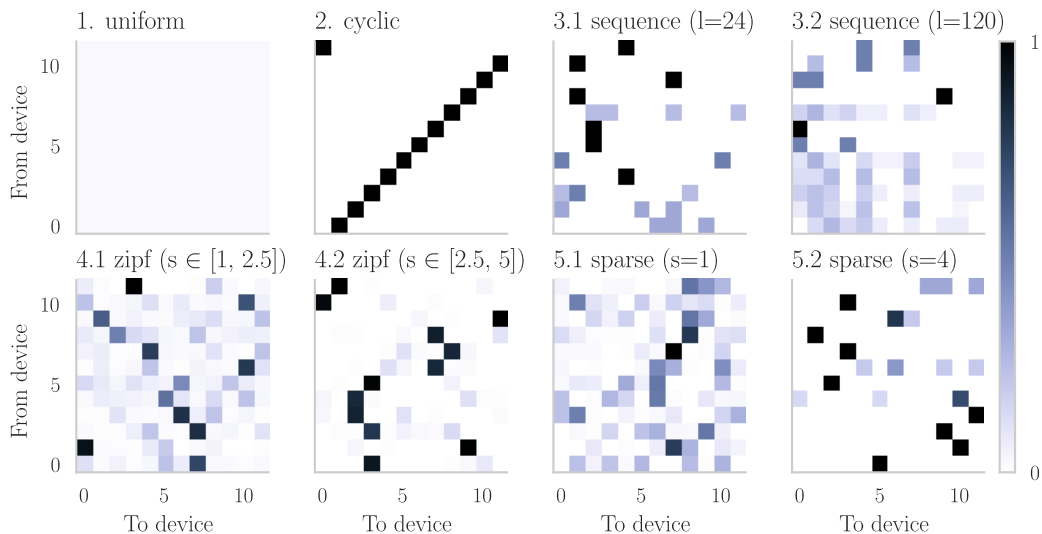 1. uniform
2. cyclic
3.1 sequence (l=24)
3.2 sequence (l=120)
From device
10
5
0
1
4.1 zipf (s ∈ [1, 2.5])
4.2 zipf (s ∈ [2.5, 5])
5.1 sparse (s=1)
5.2 sparse (s=4)
From device
10
5
0
0
0 5 10
0 5 10
0 5 10
0 5 10
To device
To device
To device
To device